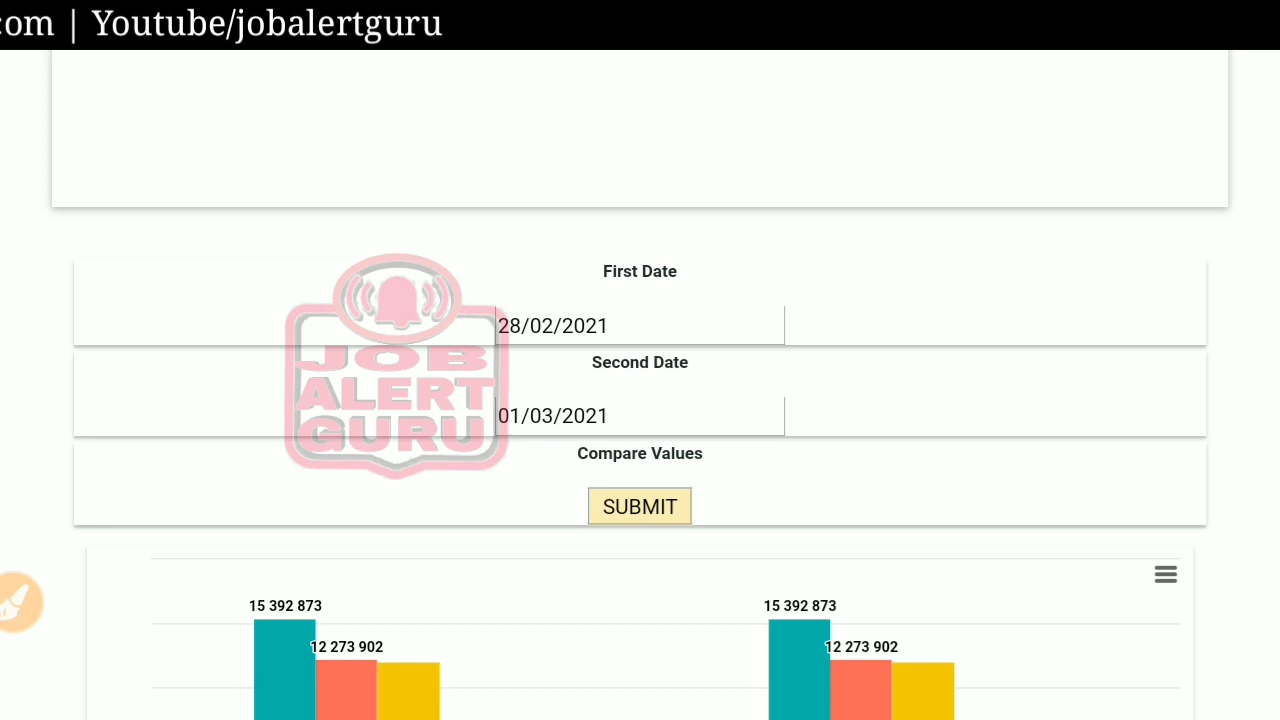 com | Youtube/jobalertguru
First Date
28/02/2021
Second Date
01/03/2021
JOB
ALERT
GURU
Compare Values
SUBMIT
15 392 873
12 273 902
15 392 873
12 273 902